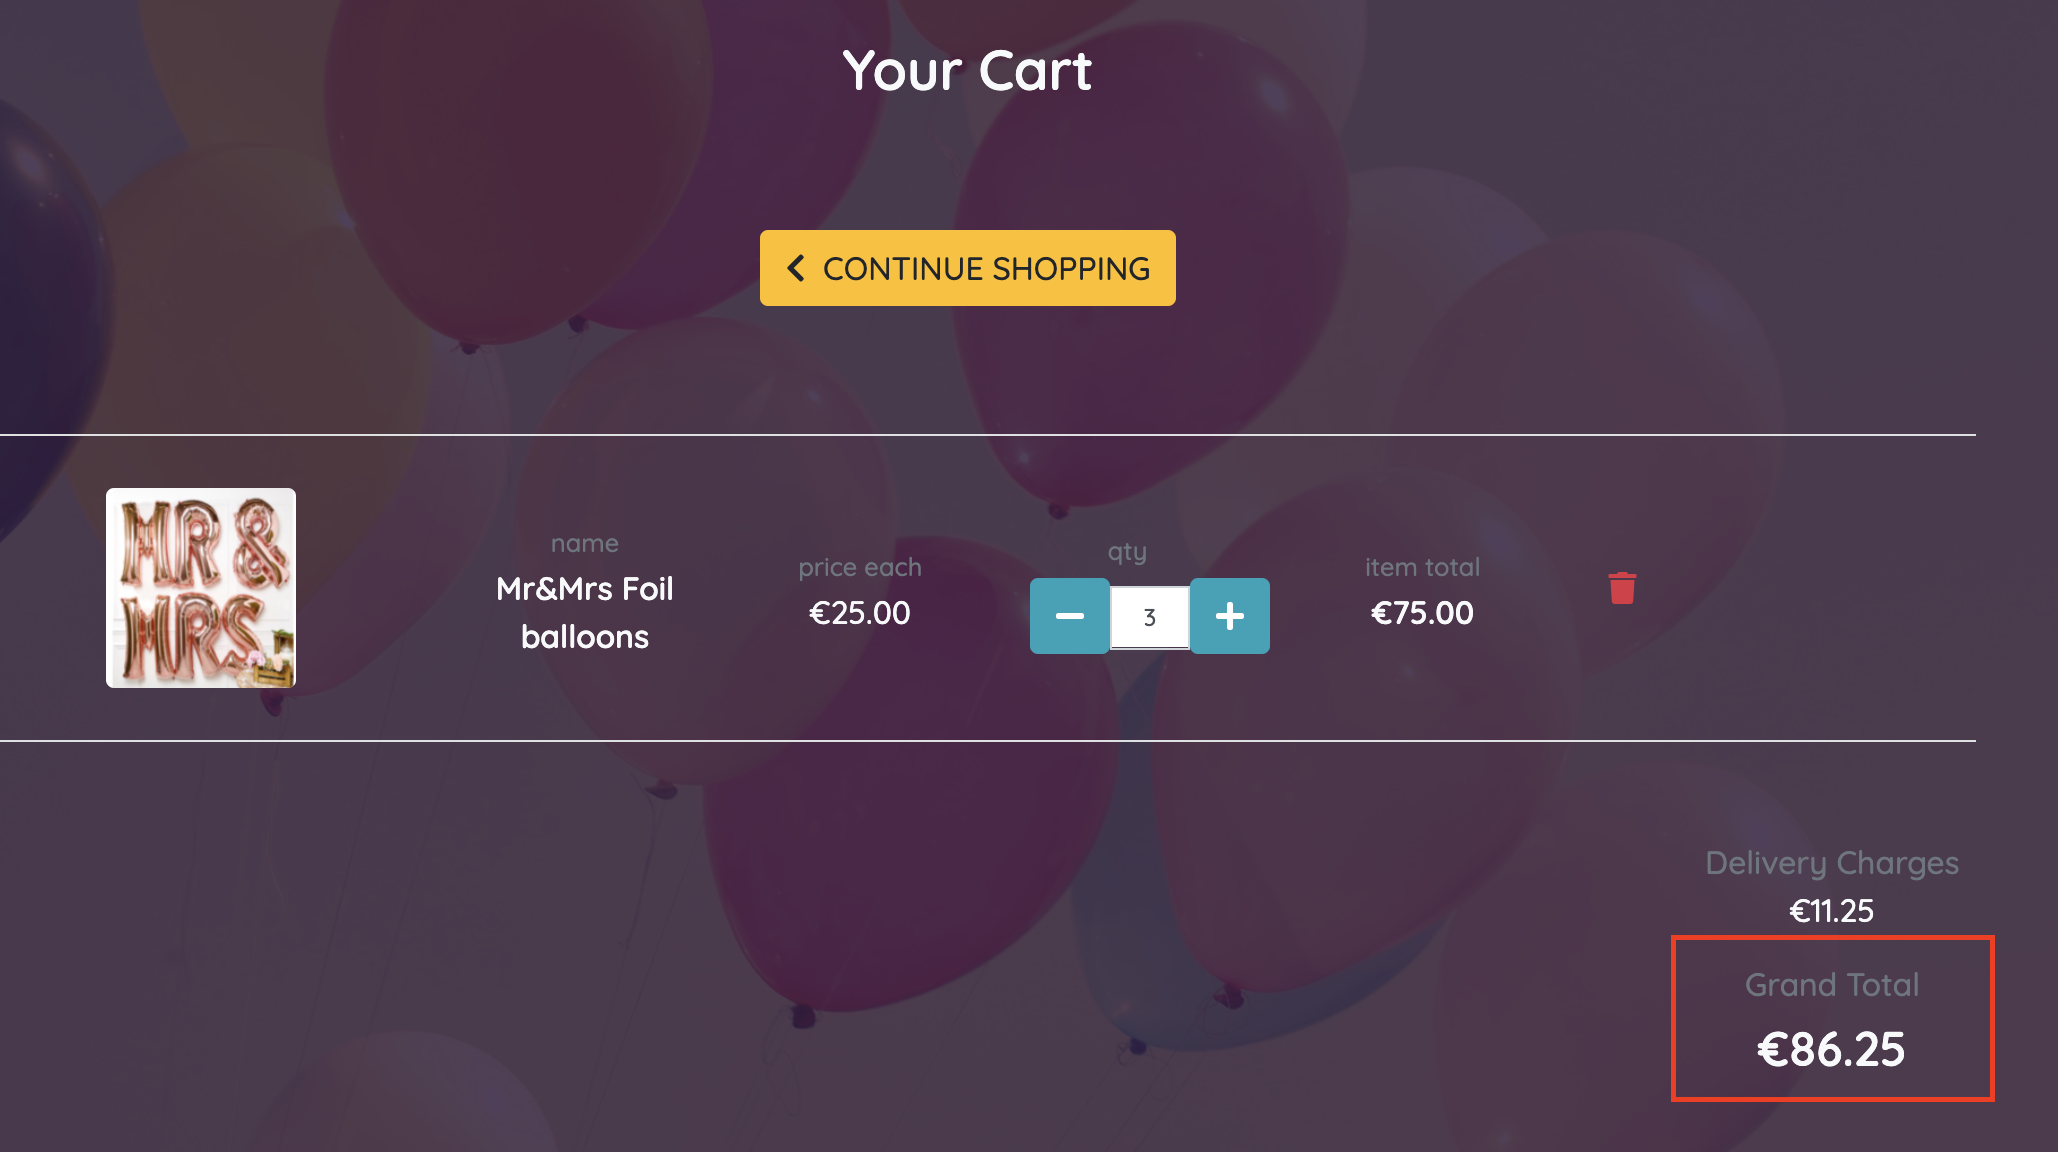 Your Cart
CONTINUE SHOPPING
MR &
MRS
name
Mr&Mrs Foil
balloons
price each
€25.00
qty
3
item total
€75.00
Delivery Charges
€11.25
Grand Total
€86.25